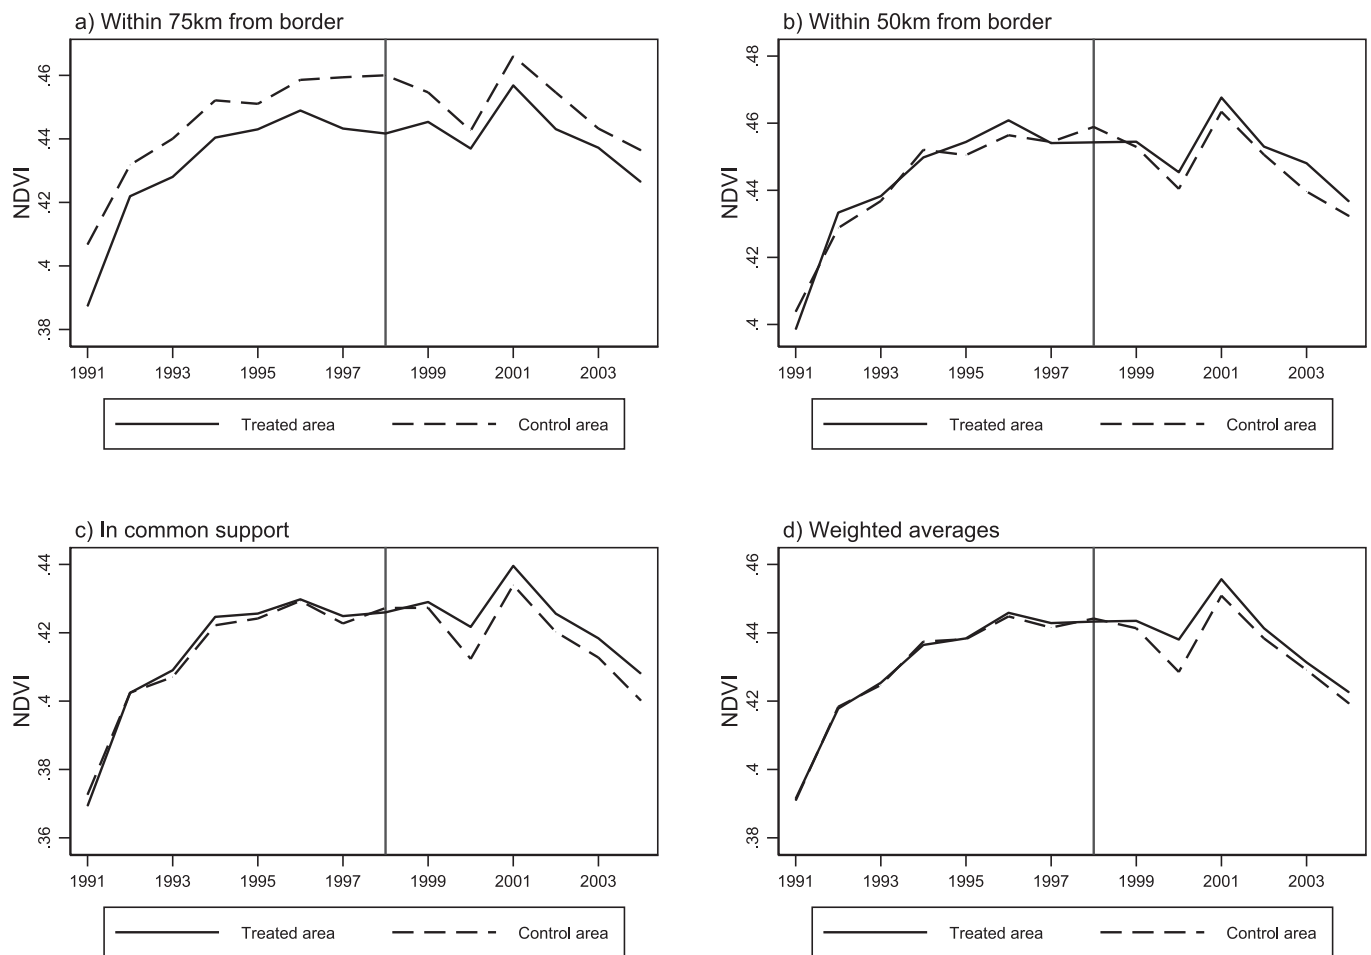 a) Within 75km from border
NDVI
.46
.44
.42
.4
.38
1991 1993 1995 1997 1999 2001 2003
Treated area Control area
b) Within 50km from border
NDVI
.48
.46
.44
.42
.4
1991 1993 1995 1997 1999 2001 2003
Treated area Control area
c) In common support
NDVI
.44
.42
.4
.38
.36
1991 1993 1995 1997 1999 2001 2003
Treated area Control area
d) Weighted averages
NDVI
.46
.44
.42
.4
.38
1991 1993 1995 1997 1999 2001 2003
Treated area Control area